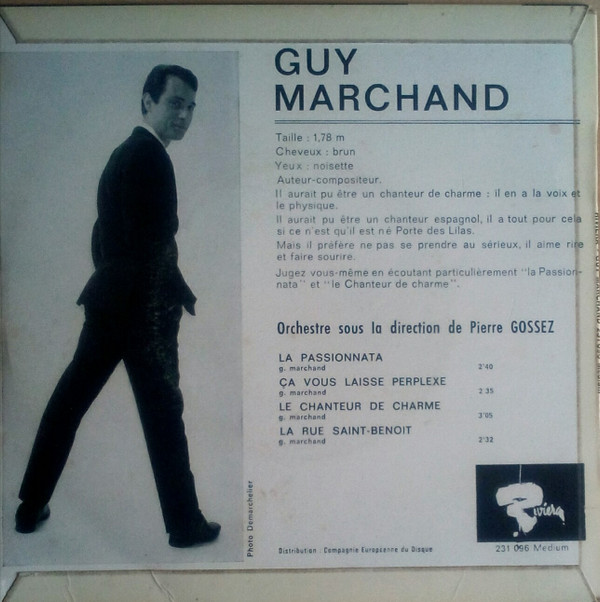 GUY
MARCHAND
Taille : 1,78 m
Cheveux : brun
Yeux : noisette
Auteur-compositeur.
Il aurait pu être un chanteur de charme : il en a la voix et
le physique.
Il aurait pu être un chanteur espagnol, il a tout pour cela
si ce n'est qu'il est né Porte des Lilas.
Mais il préfère ne pas se prendre au sérieux, il aime rire
et faire sourire.
Jugez vous-même en écoutant particulièrement "la Passion-
nata" et "le Chanteur de charme".
Orchestre sous la direction de Pierre GOSSEZ
LA PASSIONNATA
g. marchand 2'40
ÇA VOUS LAISSE PERPLEXE
g. marchand 2 35
LE CHANTEUR DE CHARME
g. marchand 3'05
LA RUE SAINT-BENOIT
g. marchand 2'32
Photo Demarchelier
Riviera
Distribution : Compagnie Européenne du Disque
231 096 Medium